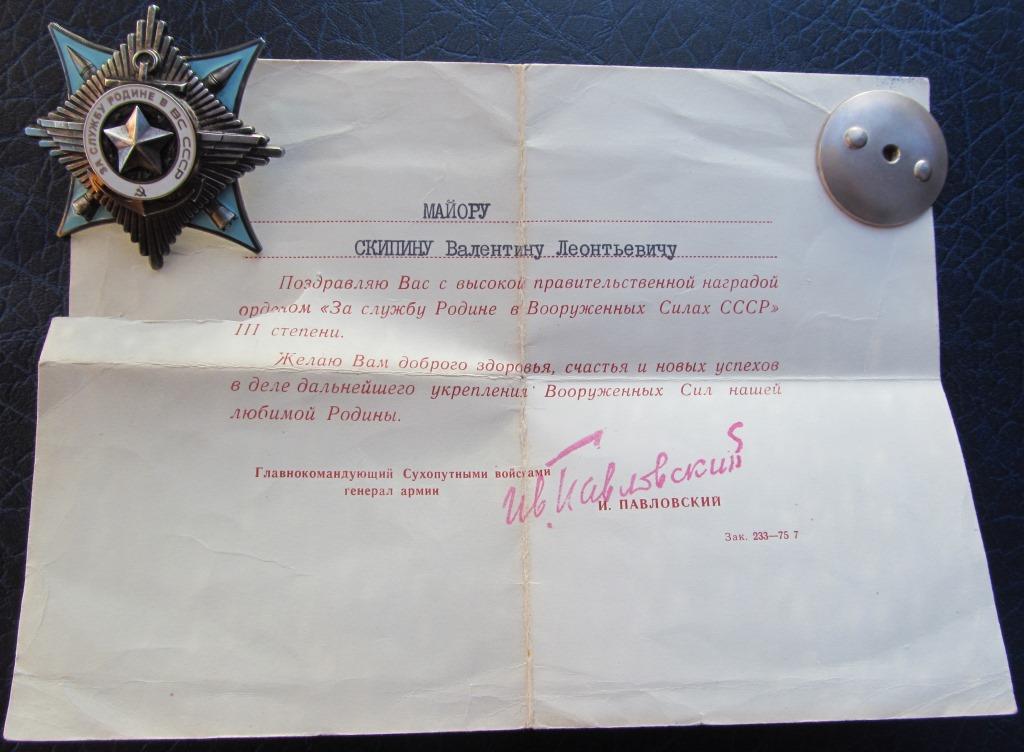 ЗА СЛУЖБУ РОДИНЕ В ВС СССР
МАЙОРУ
СКИПИНУ Валентину Леонтьевичу
Поздравляю Вас с высокой правительственной наградой
орденом «За службу Родине в Вооруженных Силах СССР»
III степени.
Желаю Вам доброго здоровья, счастья и новых успехов
в деле дальнейшего укрепления Вооруженных Сил нашей
любимой Родины.
Главнокомандующий Сухопутными войсками
генерал армии
Ив. Павловский
И. ПАВЛОВСКИЙ
Зак. 233—75 7